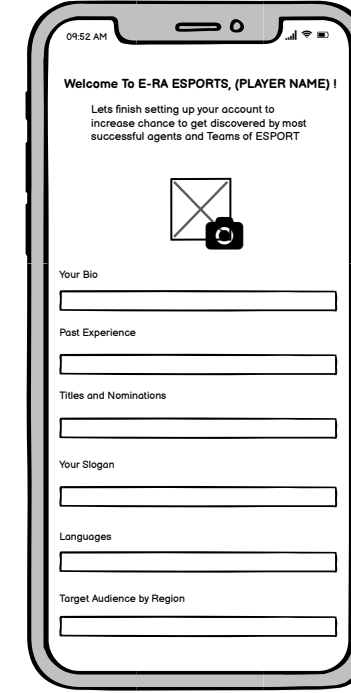 09:52 AM
Welcome To E-RA ESPORTS, (PLAYER NAME) !
Lets finish setting up your account to
increase chance to get discovered by most
successful agents and Teams of ESPORT
Your Bio
Past Experience
Titles and Nominations
Your Slogan
Languages
Target Audience by Region